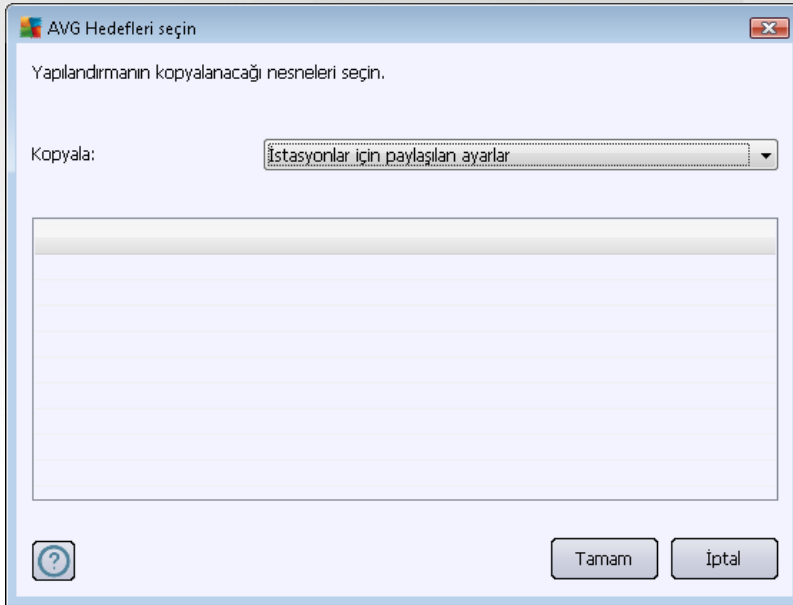 AVG Hedefleri seçin
Yapılandırmanın kopyalanacağı nesneleri seçin.
Kopyala:
İstasyonlar için paylaşılan ayarlar
?
Tamam
İptal